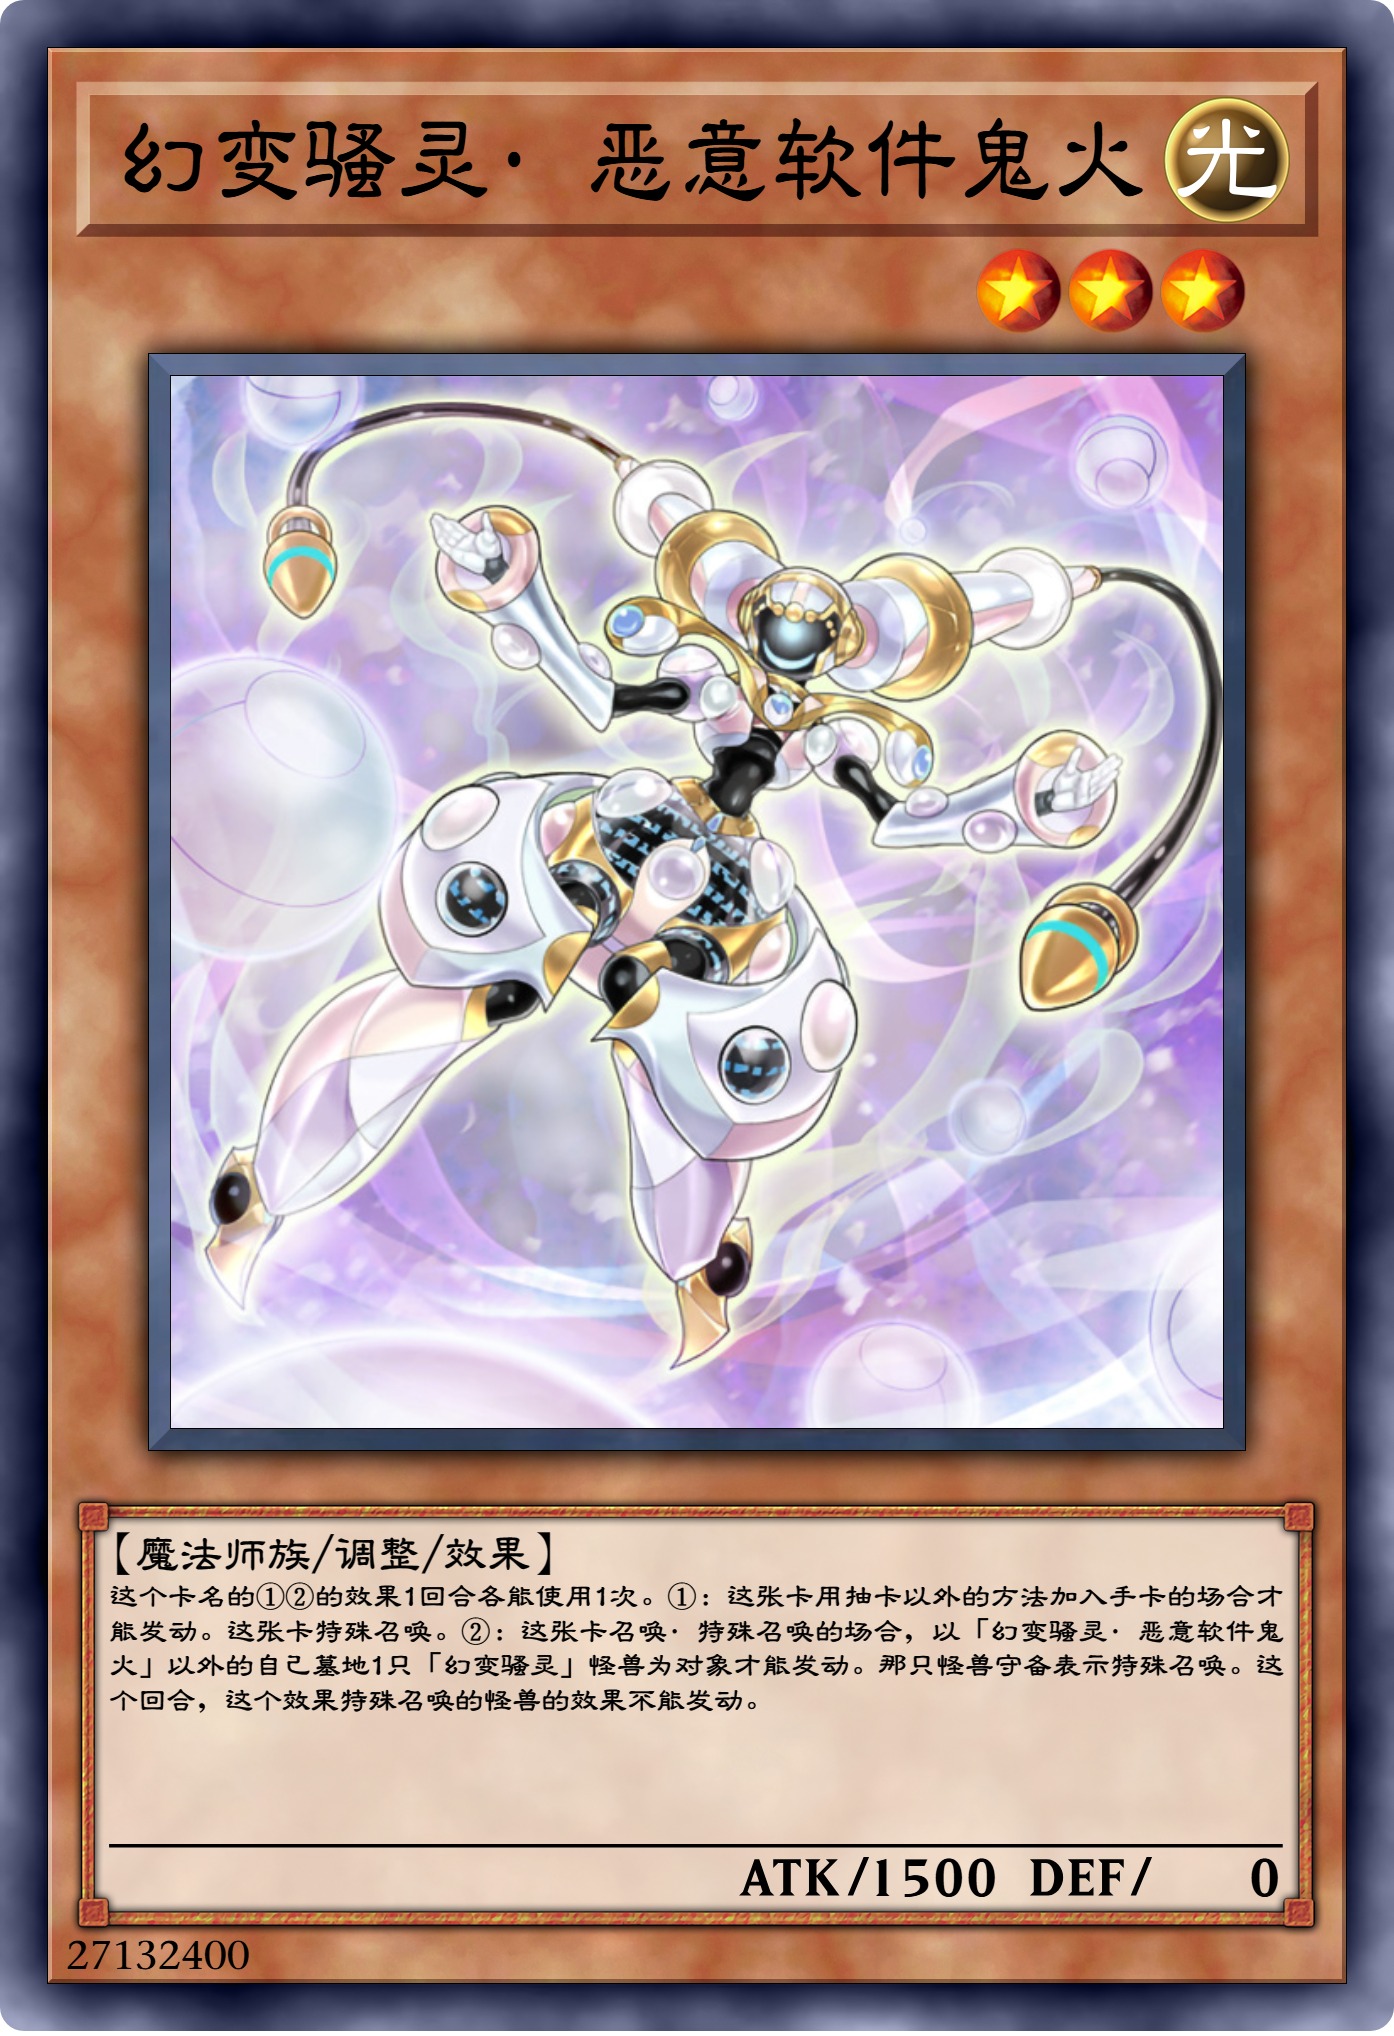 幻变骚灵·恶意软件鬼火 光
【魔法师族/调整/效果】
这个卡名的①②的效果1回合各能使用1次。①：这张卡用抽卡以外的方法加入手卡的场合才
能发动。这张卡特殊召唤。②：这张卡召唤·特殊召唤的场合，以「幻变骚灵·恶意软件鬼
火」以外的自己墓地1只「幻变骚灵」怪兽为对象才能发动。那只怪兽守备表示特殊召唤。这
个回合，这个效果特殊召唤的怪兽的效果不能发动。
ATK/1500 DEF/ 0
27132400